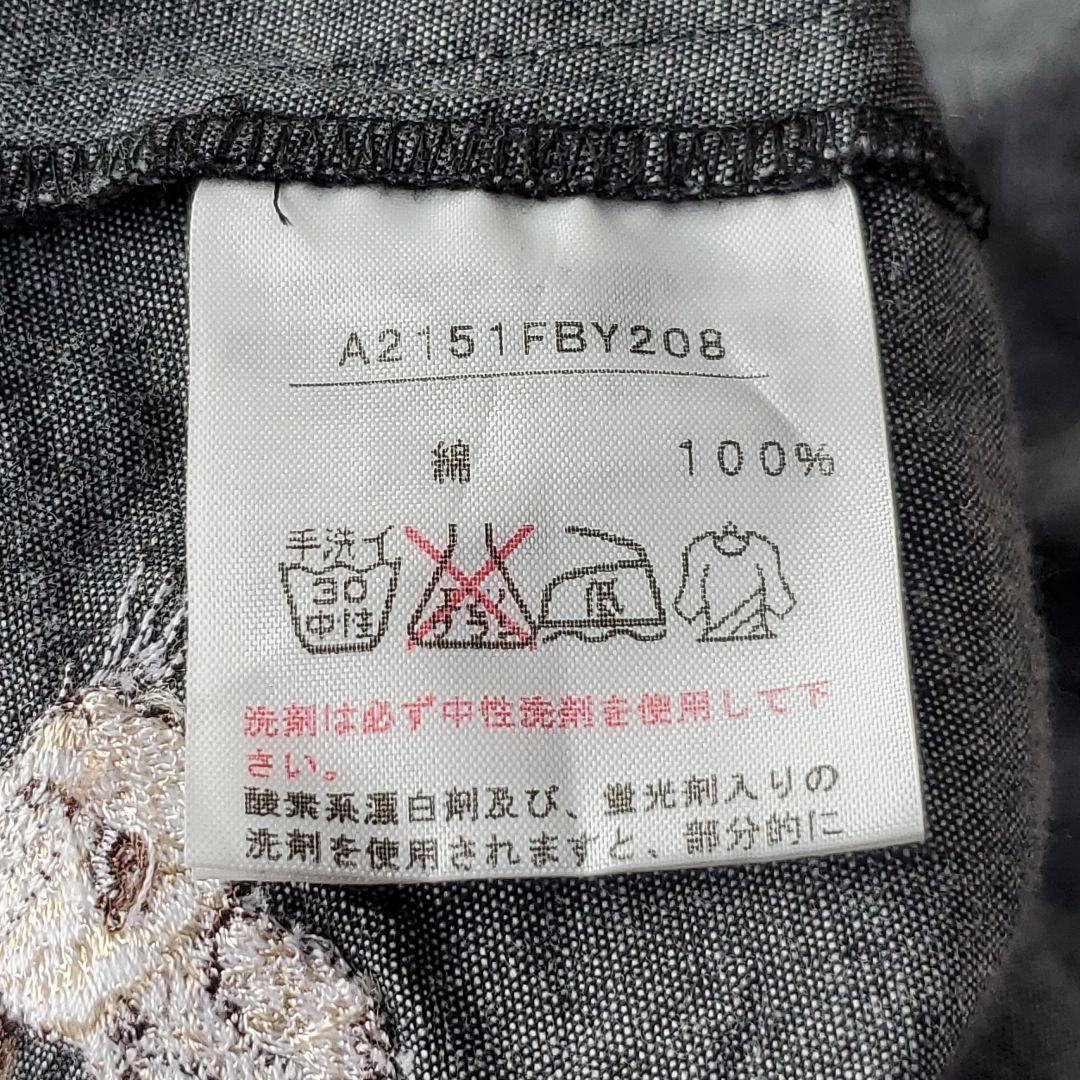 A2151FBY208
綿 100%
手洗イ
30
中性
エンソ
サラシ
低
洗剤は必ず中性洗剤を使用して下
さい。
酸素系漂白剤及び、蛍光剤入りの
洗剤を使用されますと、部分的に